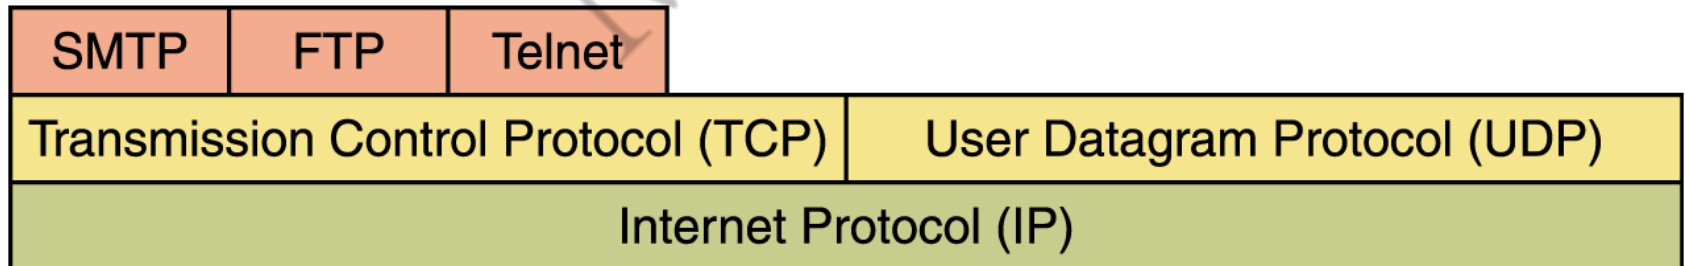 SMTP FTP Telnet
Transmission Control Protocol (TCP) User Datagram Protocol (UDP)
Internet Protocol (IP)